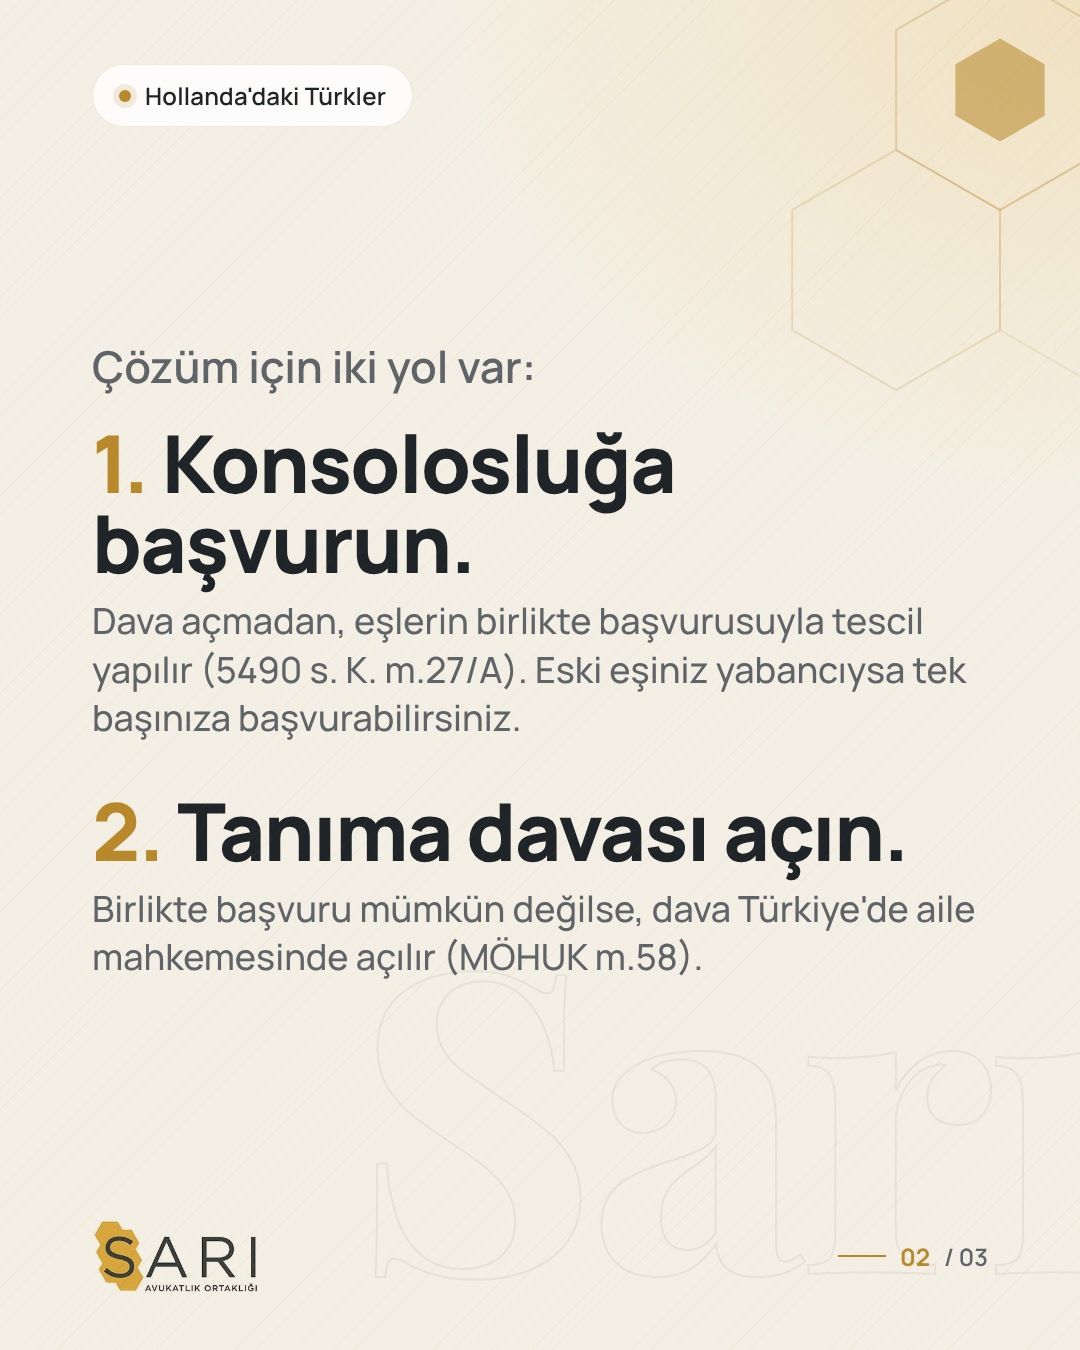 Hollanda'daki Türkler
Çözüm için iki yol var:
1. Konsolosluğa
başvurun.
Dava açmadan, eşlerin birlikte başvurusuyla tescil
yapılır (5490 s. K. m.27/A). Eski eşiniz yabancıysa tek
başınıza başvurabilirsiniz.
2. Tanıma davası açın.
Birlikte başvuru mümkün değilse, dava Türkiye'de aile
mahkemesinde açılır (MÖHUK m.58).
Sarı
SARI
AVUKATLIK ORTAKLIĞI
02 / 03